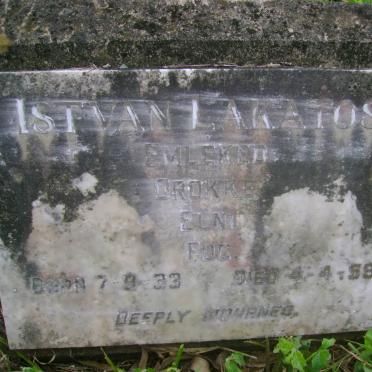 ISTVAN LAKATOS
EMLEKED
OROKKE
ELNI
FOG
BORN 7-9-33 DIED 4-4-58
DEEPLY MOURNED.